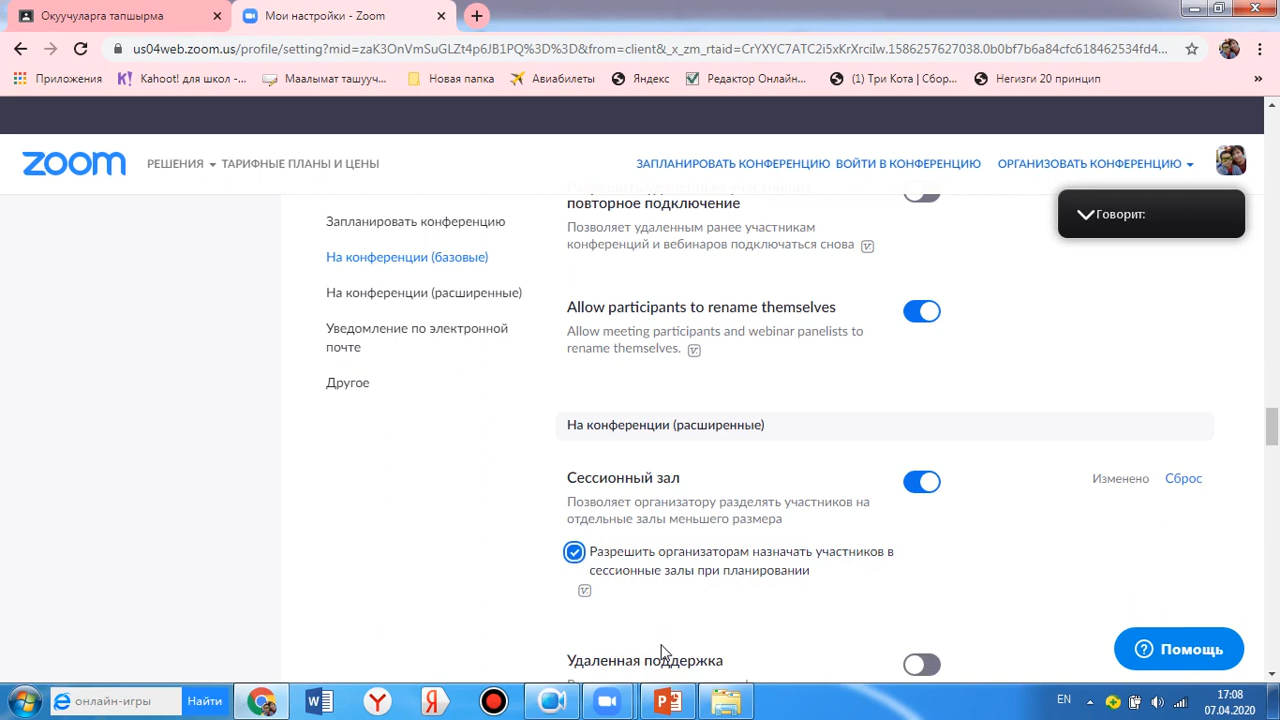 Окуучуларга тапшырма
Мои настройки - Zoom
us04web.zoom.us/profile/setting?mid=zaK3OnVmSuGLZt4p6JB1PQ%3D%3D&from=client&_x_zm_rtaid=CrYXYC7ATC2i5xKrXrciIw.1586257627038.0b0bf7b6a84cfc618462534fd4...
Приложения
Kahoot! для школ -...
Маалымат ташууч...
Новая папка
Авиабилеты
Яндекс
Редактор Онлайн...
(1) Три Кота | Сбор...
Негизги 20 принцип
»
zoom
РЕШЕНИЯ
ТАРИФНЫЕ ПЛАНЫ И ЦЕНЫ
ЗАПЛАНИРОВАТЬ КОНФЕРЕНЦИЮ
ВОЙТИ В КОНФЕРЕНЦИЮ
ОРГАНИЗОВАТЬ КОНФЕРЕНЦИЮ
Говорит:
Запланировать конференцию
На конференции (базовые)
На конференции (расширенные)
Уведомление по электронной
почте
Другое
повторное подключение
Позволяет удаленным ранее участникам
конференций и вебинаров подключаться снова
Allow participants to rename themselves
Allow meeting participants and webinar panelists to
rename themselves.
На конференции (расширенные)
Сессионный зал
Изменено Сброс
Позволяет организатору разделять участников на
отдельные залы меньшего размера
Разрешить организаторам назначать участников в
сессионные залы при планировании
Удаленная поддержка
Помощь
онлайн-игры
Найти
EN
17:08
07.04.2020